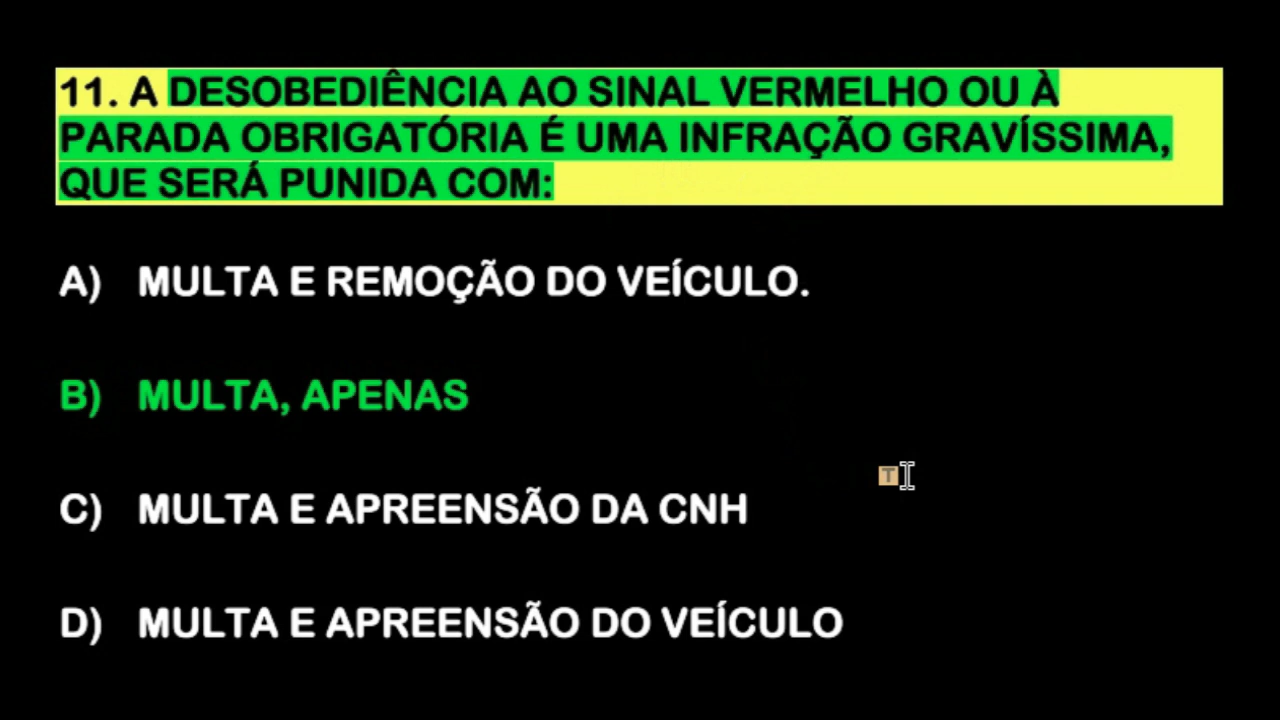 11. A DESOBEDIÊNCIA AO SINAL VERMELHO OU À
PARADA OBRIGATÓRIA É UMA INFRAÇÃO GRAVÍSSIMA,
QUE SERÁ PUNIDA COM:
A) MULTA E REMOÇÃO DO VEÍCULO.
B) MULTA, APENAS
T
C) MULTA E APREENSÃO DA CNH
D) MULTA E APREENSÃO DO VEÍCULO